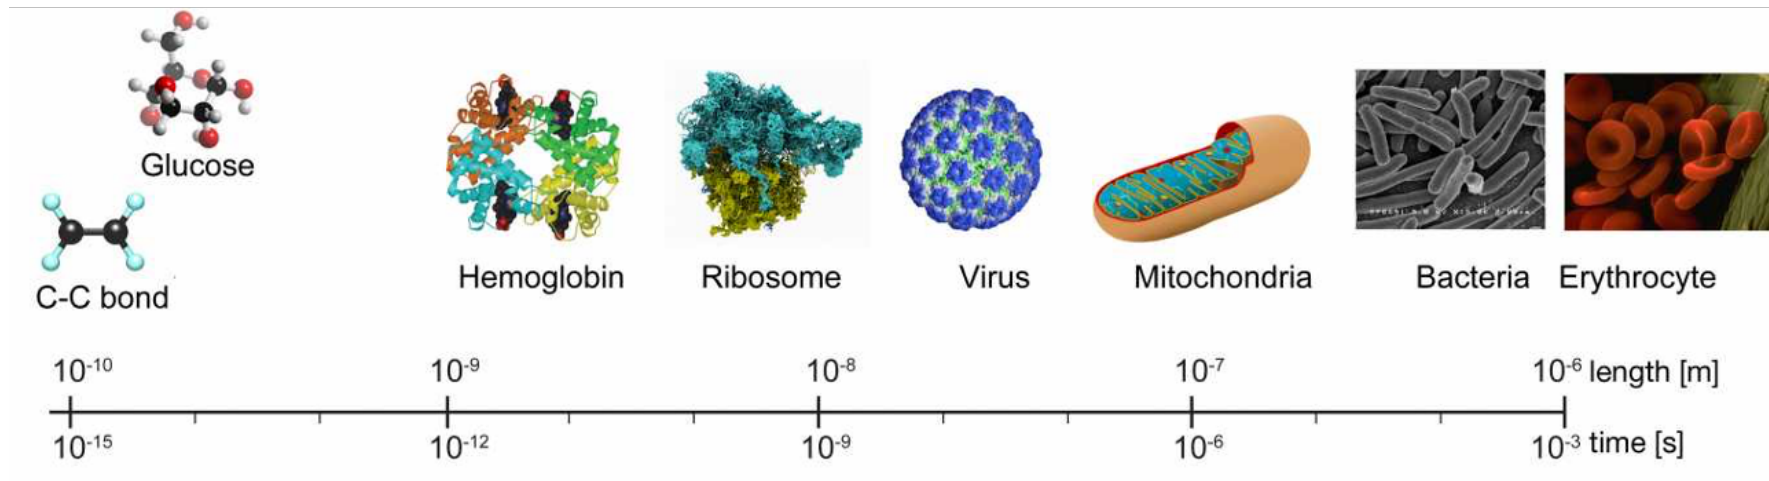 Glucose
C-C bond
Hemoglobin
Ribosome
Virus
Mitochondria
Bacteria
Erythrocyte
10⁻¹⁰ 10⁻⁹ 10⁻⁸ 10⁻⁷ 10⁻⁶ length [m]
10⁻¹⁵ 10⁻¹² 10⁻⁹ 10⁻⁶ 10⁻³ time [s]